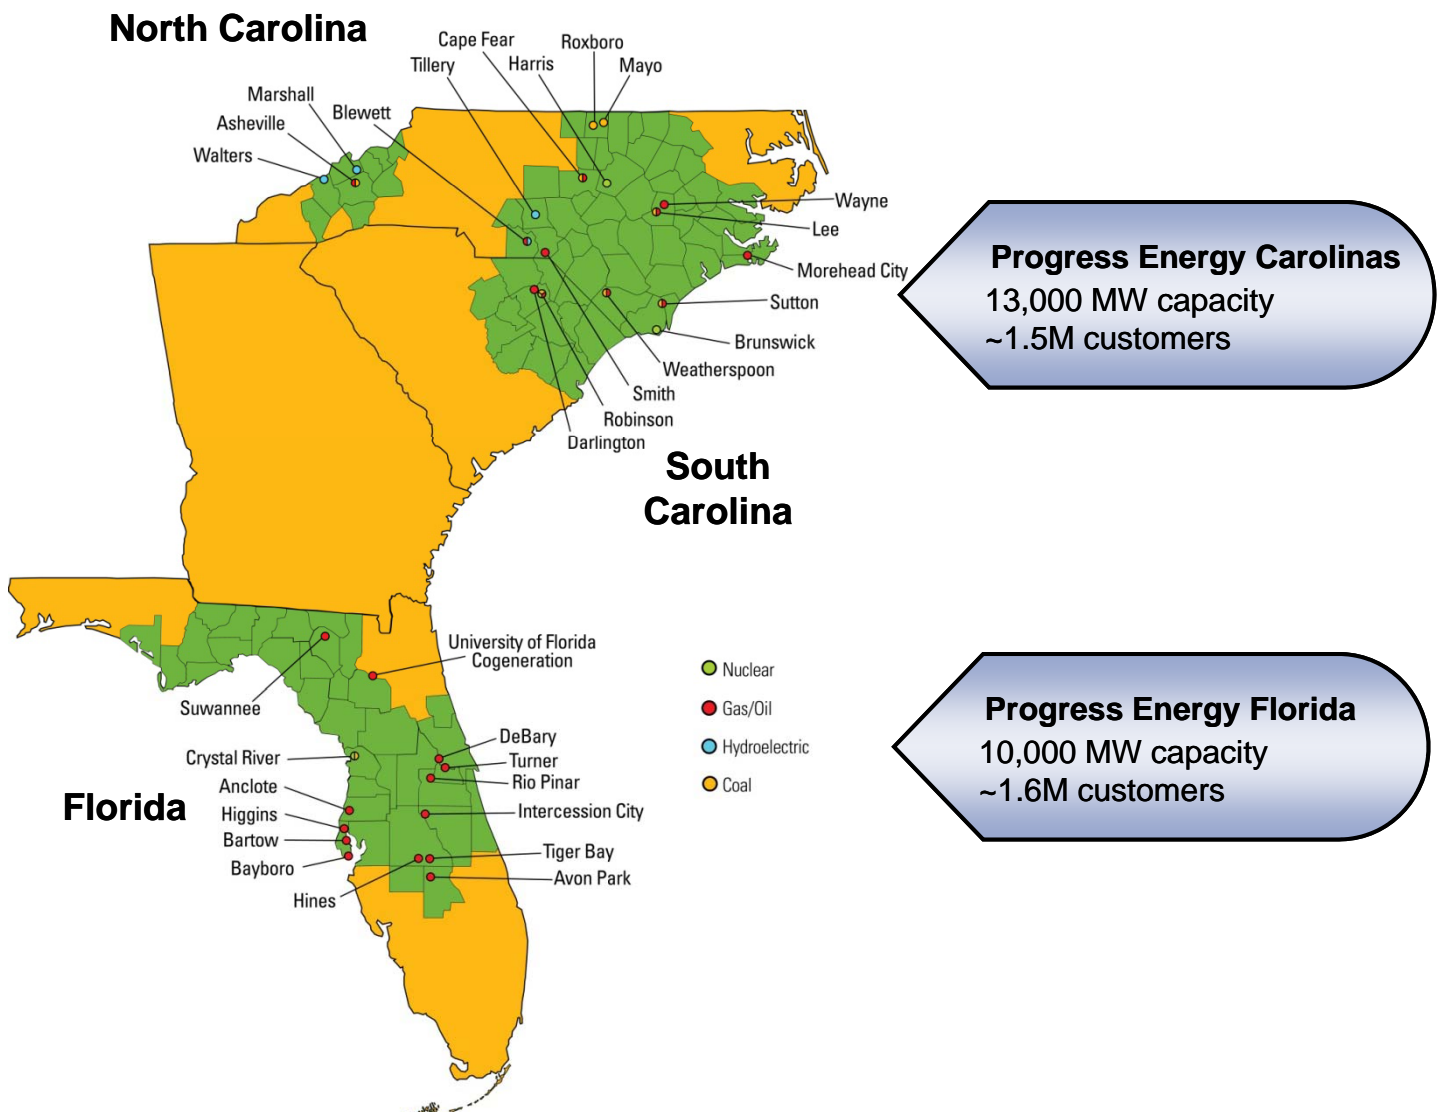 North Carolina
Cape Fear
Roxboro
Tillery
Harris
Mayo
Marshall
Blewett
Asheville
Walters
Wayne
Lee
Morehead City
Sutton
Brunswick
Weatherspoon
Smith
Robinson
Darlington
South
Carolina
Progress Energy Carolinas
13,000 MW capacity
~1.5M customers
University of Florida
Cogeneration
Suwannee
Crystal River
Anclote
Higgins
Bartow
Bayboro
Hines
Florida
DeBary
Turner
Rio Pinar
Intercession City
Tiger Bay
Avon Park
Nuclear
Gas/Oil
Hydroelectric
Coal
Progress Energy Florida
10,000 MW capacity
~1.6M customers